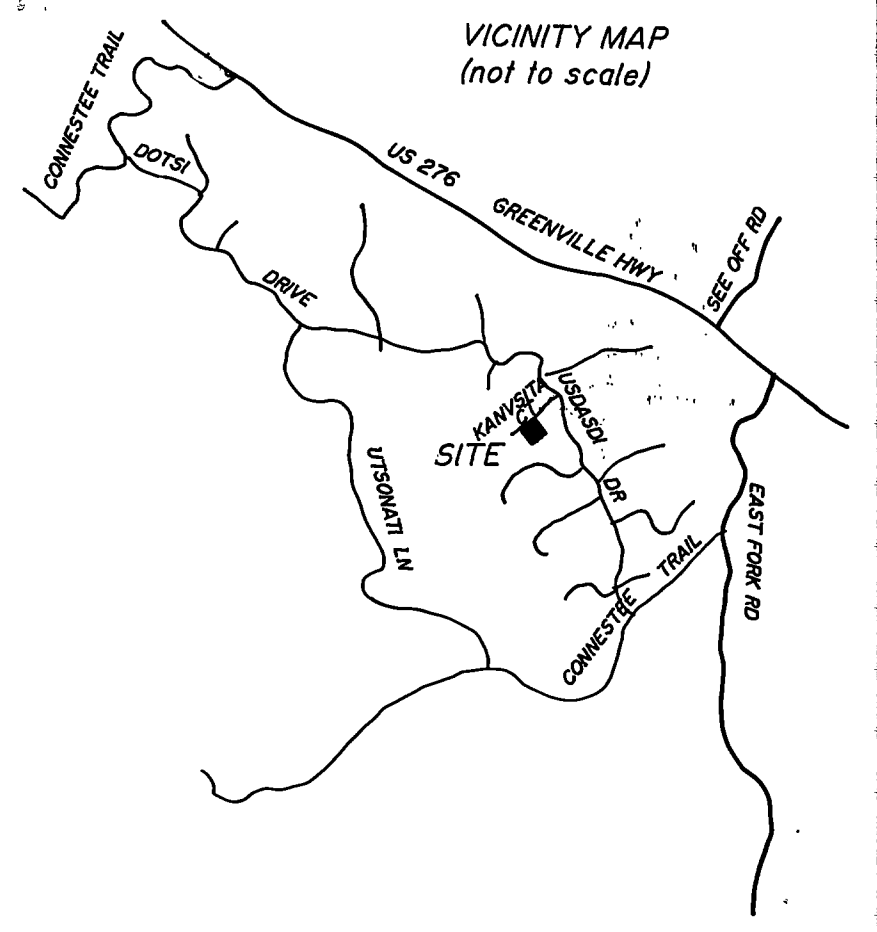 VICINITY MAP
(not to scale)
CONNESTEE TRAIL
DOTSI
DRIVE
US 276
GREENVILLE HWY
SEE OFF RD
KANVSITA
CT
USDASDI
DR
SITE
UTSONATI LN
EAST FORK RD
CONNESTEE
TRAIL